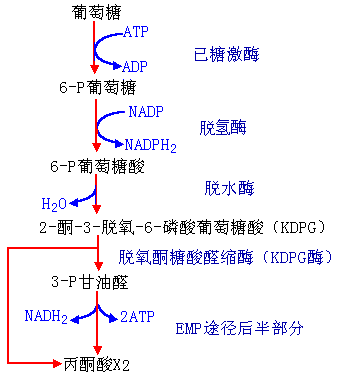 葡萄糖
ATP
ADP
已糖激酶
6-P葡萄糖
NADP
NADPH2
脱氢酶
6-P葡萄糖酸
H2O
脱水酶
2-酮-3-脱氧-6-磷酸葡萄糖酸（KDPG）
脱氧酮糖酸醛缩酶（KDPG酶）
3-P甘油醛
NADH2
2ATP
EMP途径后半部分
丙酮酸X2